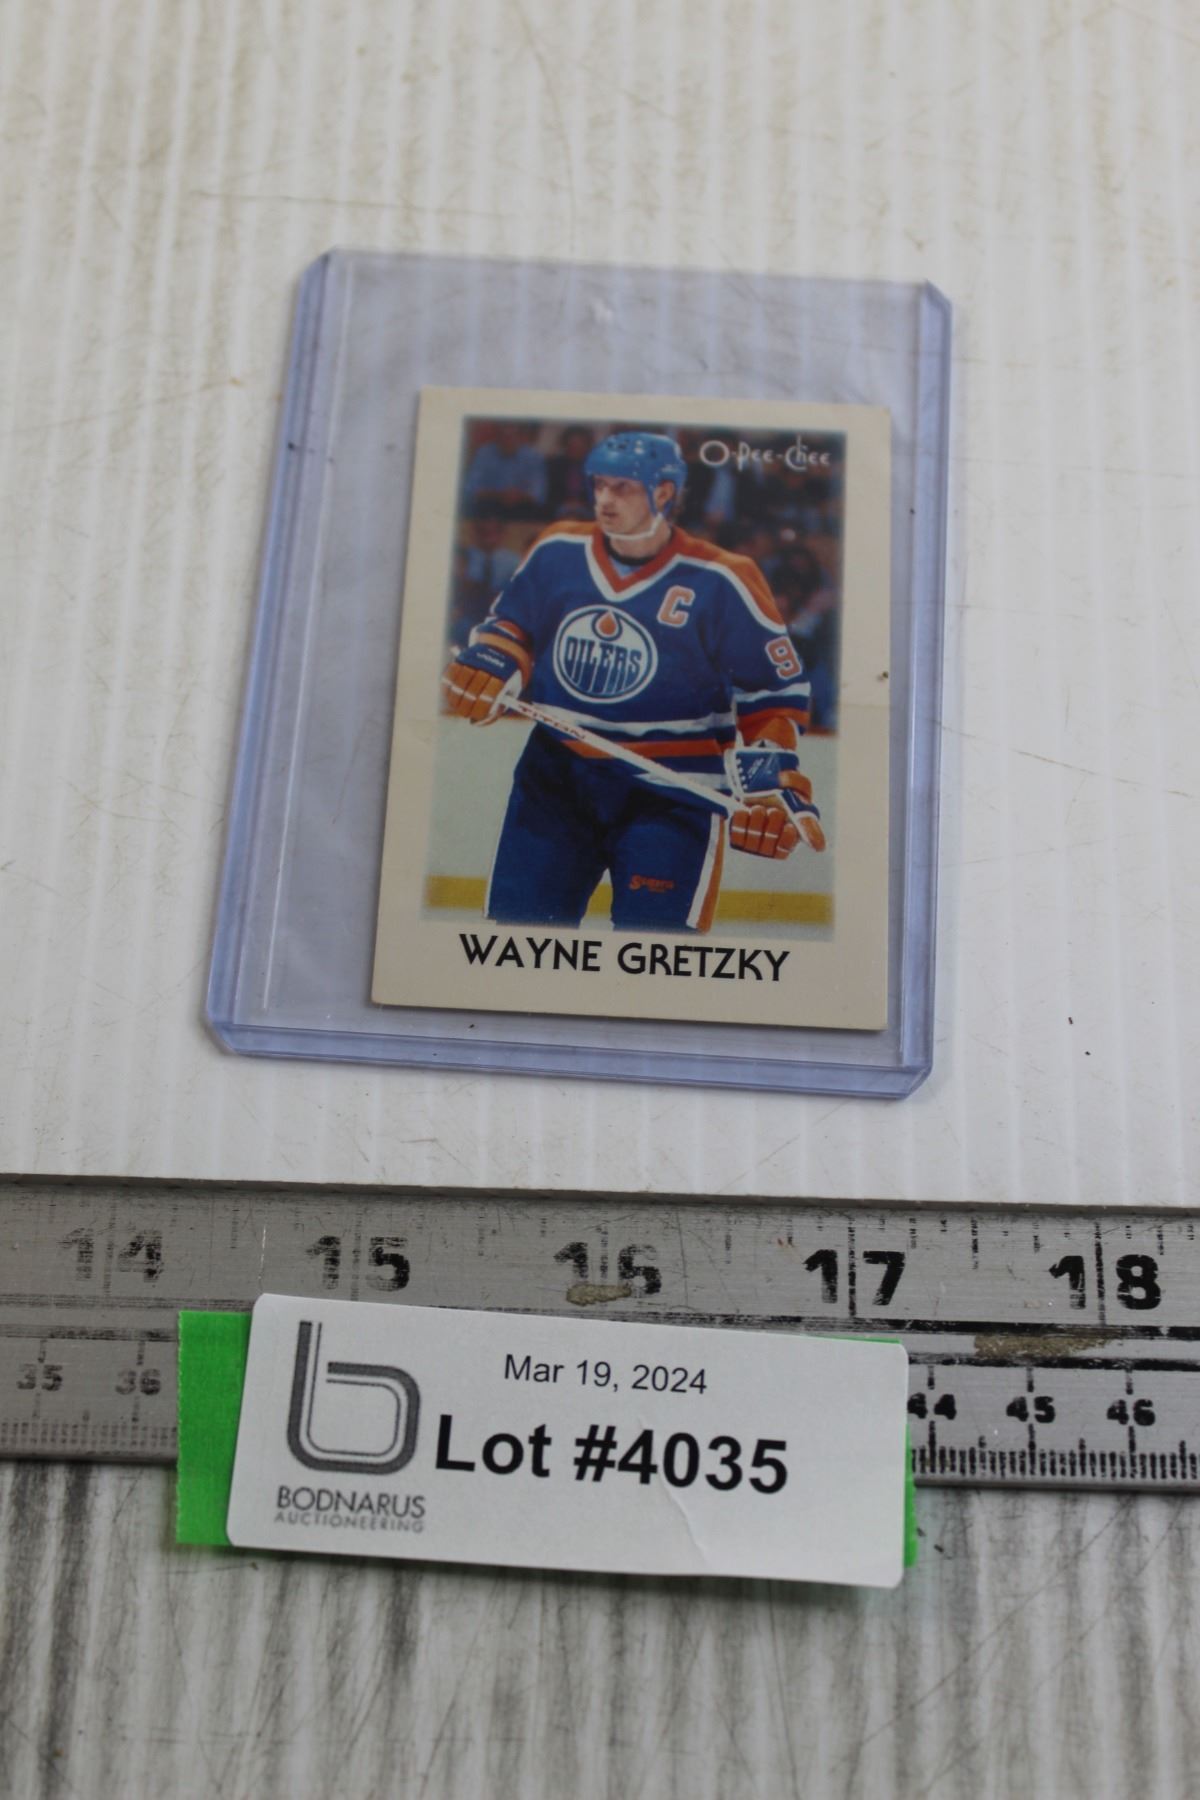 O-Pee-Chee
C
OILERS
9
TITAN
WAYNE GRETZKY
14 15 16 17 18
35 36 44 45 46
Mar 19, 2024
Lot #4035
BODNARUS
AUCTIONEERING